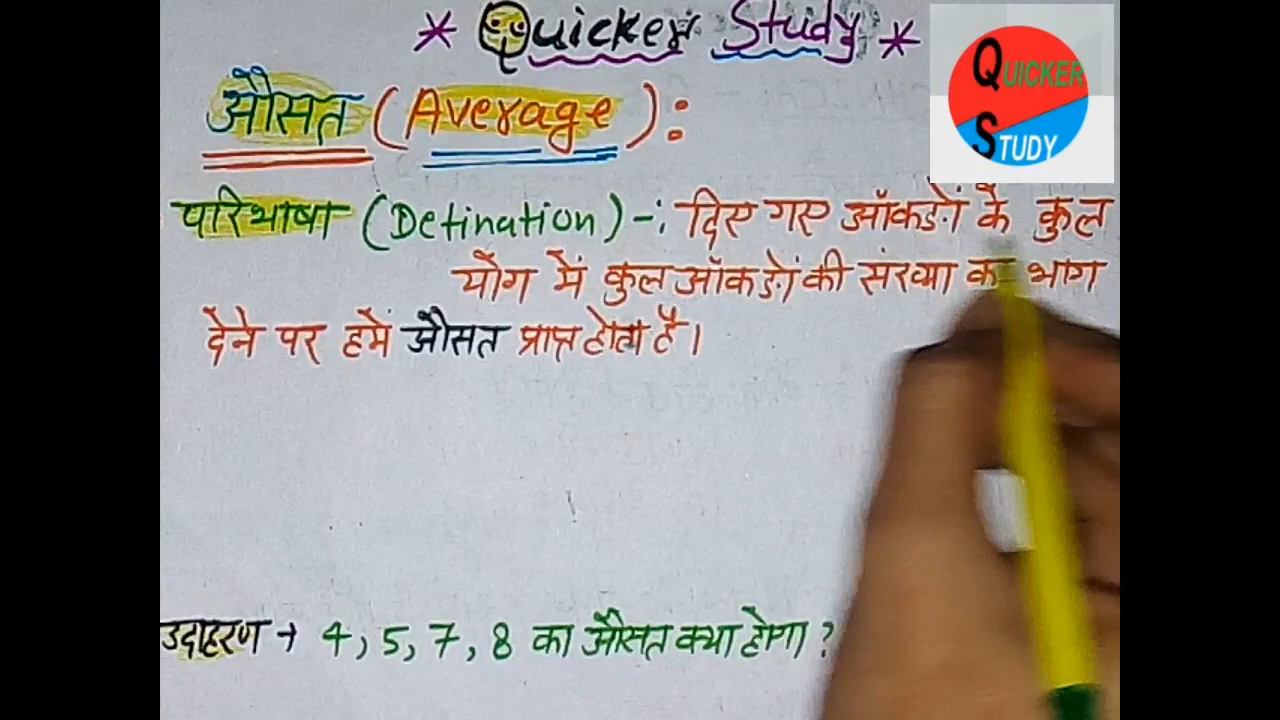 * Quicker Study *
QUICKER
STUDY
औसत (Average) :
परिभाषा (Detination) -: दिए गए आँकड़ों के कुल
योग में कुल आँकड़ों की संख्या का भाग
देने पर हमें औसत प्राप्त होता है।
उदाहरण → 4, 5, 7, 8 का औसत क्या होगा ?